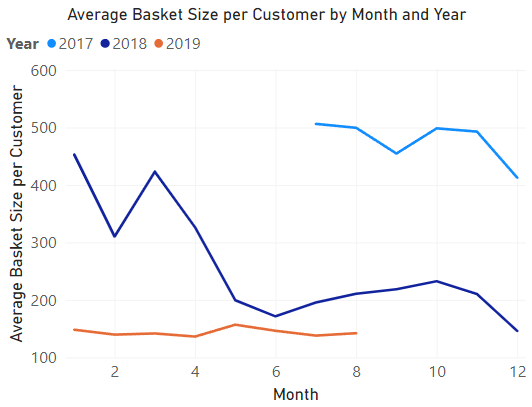 Average Basket Size per Customer by Month and Year
Year 2017 2018 2019
Average Basket Size per Customer
600
500
400
300
200
100
2 4 6 8 10 12
Month